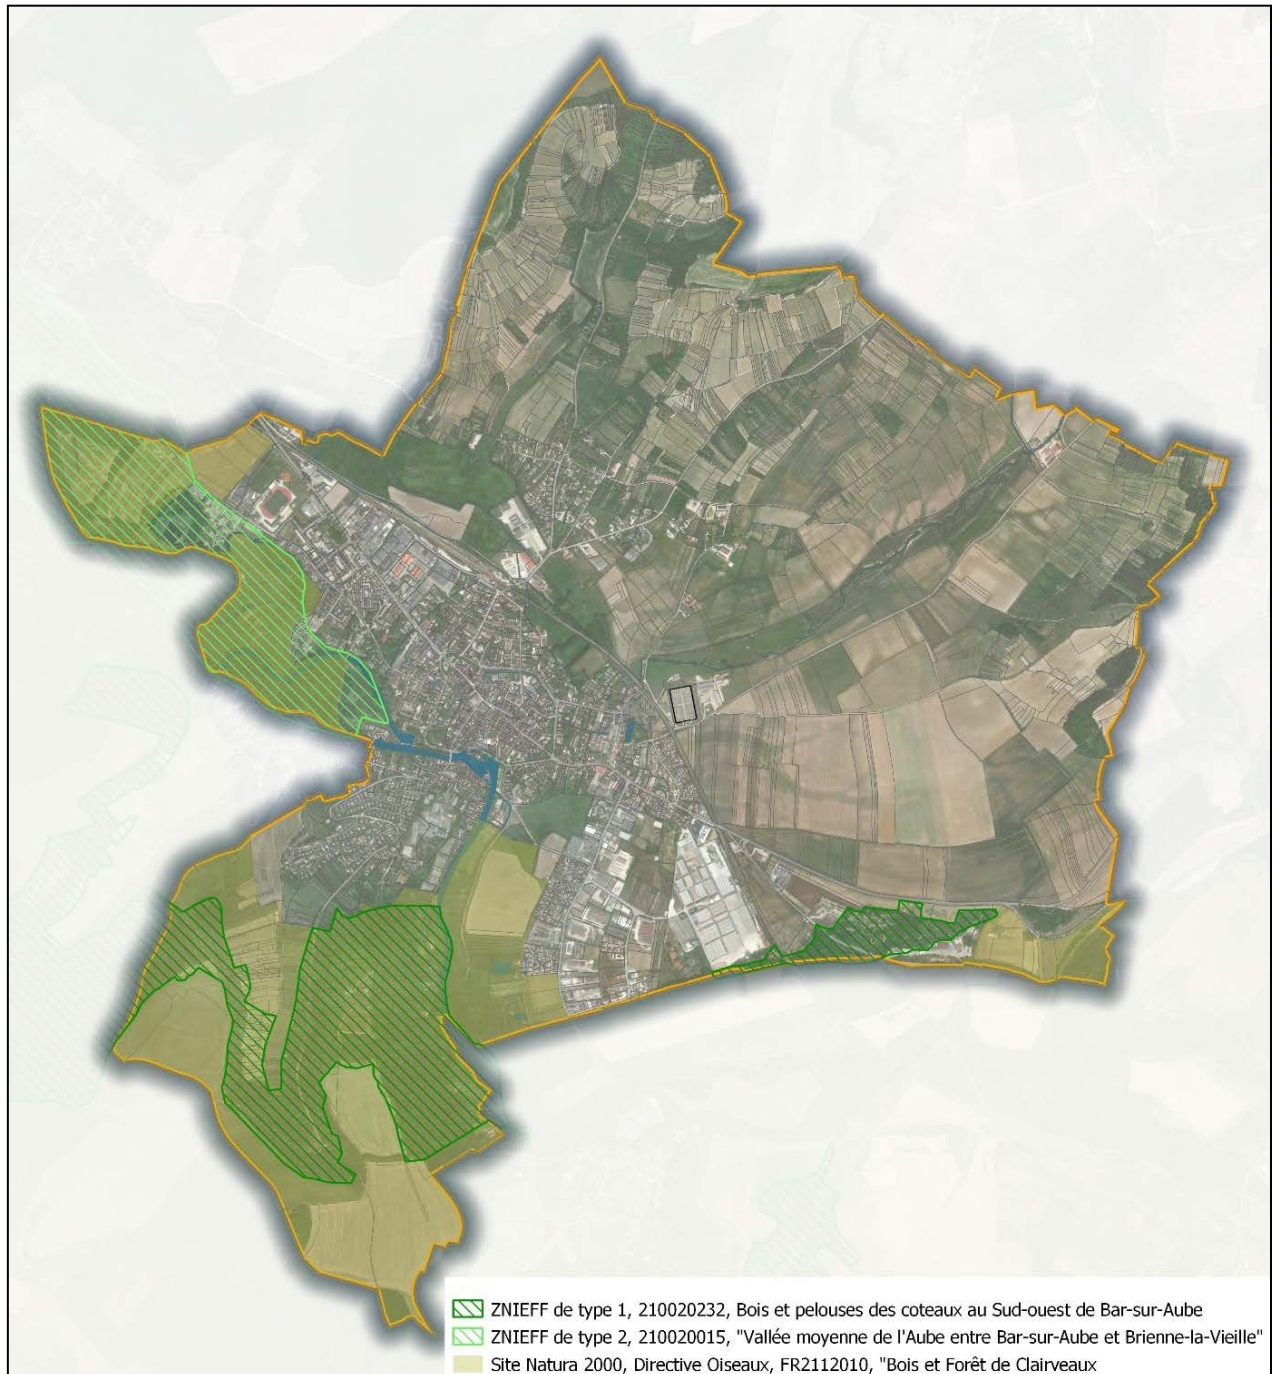 ZNIEFF de type 1, 210020232, Bois et pelouses des coteaux au Sud-ouest de Bar-sur-Aube
ZNIEFF de type 2, 210020015, "Vallée moyenne de l'Aube entre Bar-sur-Aube et Brienne-la-Vieille"
Site Natura 2000, Directive Oiseaux, FR2112010, "Bois et Forêt de Clairveaux